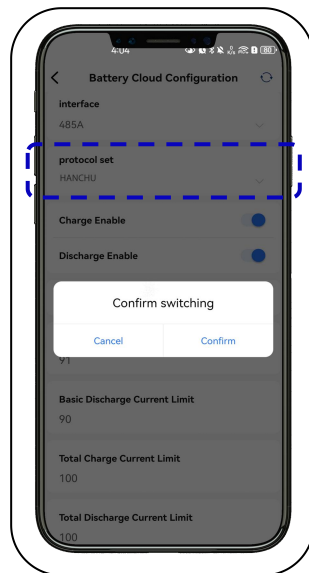 4:04
80
Battery Cloud Configuration
interface
485A
protocol set
HANCHU
Charge Enable
Discharge Enable
Confirm switching
Cancel
Confirm
91
Basic Discharge Current Limit
90
Total Charge Current Limit
100
Total Discharge Current Limit
100